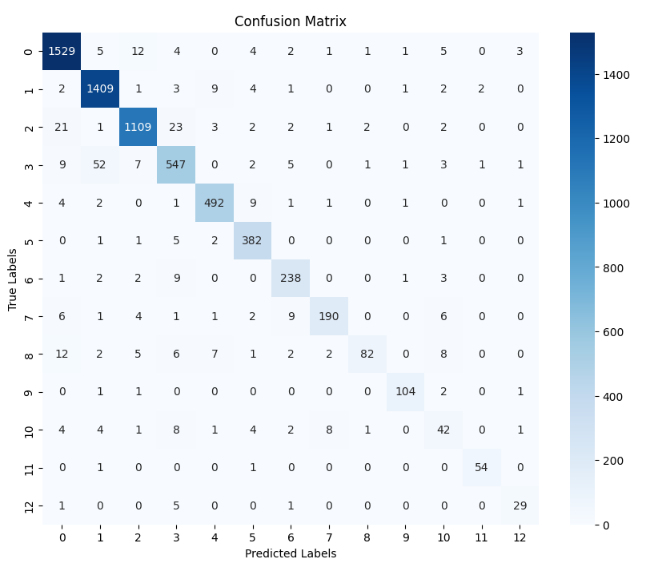 Confusion Matrix
0 1529 5 12 4 0 4 2 1 1 1 5 0 3
1 2 1409 1 3 9 4 1 0 0 1 2 2 0
2 21 1 1109 23 3 2 2 1 2 0 2 0 0
3 9 52 7 547 0 2 5 0 1 1 3 1 1
4 4 2 0 1 492 9 1 1 0 1 0 0 1
5 0 1 1 5 2 382 0 0 0 0 1 0 0
6 1 2 2 9 0 0 238 0 0 1 3 0 0
7 6 1 4 1 1 2 9 190 0 0 6 0 0
8 12 2 5 6 7 1 2 2 82 0 8 0 0
9 0 1 1 0 0 0 0 0 0 104 2 0 1
10 4 4 1 8 1 4 2 8 1 0 42 0 1
11 0 1 0 0 0 1 0 0 0 0 0 54 0
12 1 0 0 5 0 0 1 0 0 0 0 0 29
0 1 2 3 4 5 6 7 8 9 10 11 12
Predicted Labels
True Labels
1400
1200
1000
800
600
400
200
0